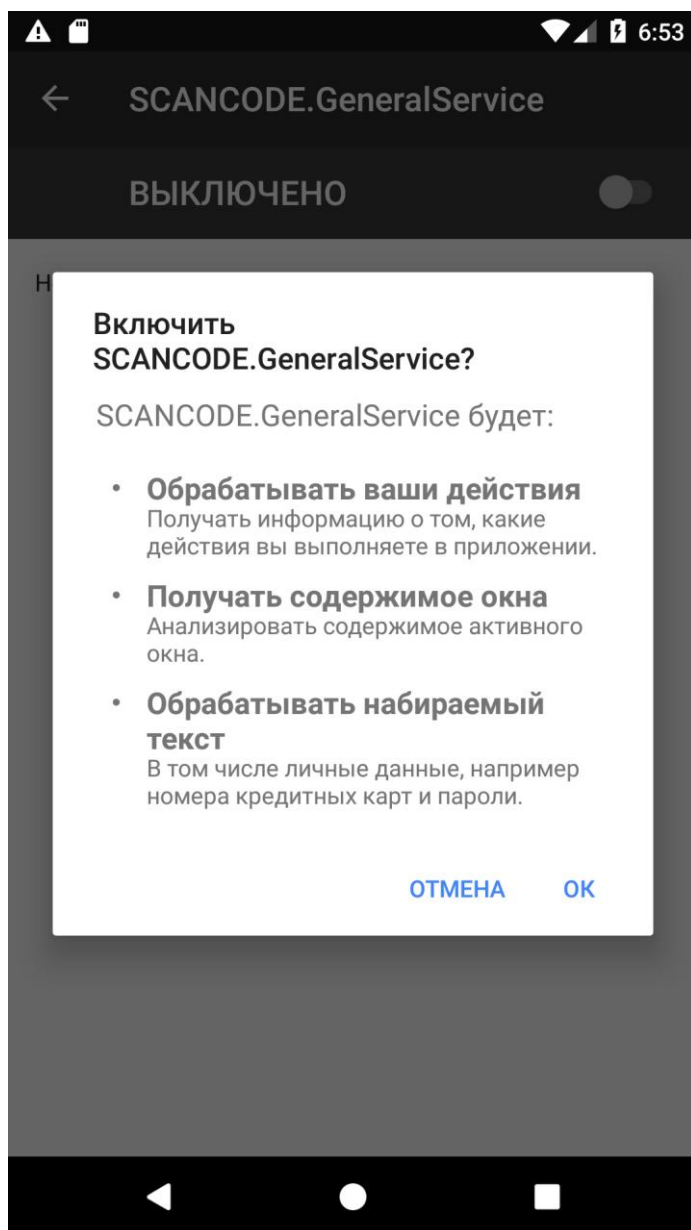 6:53
SCANCODE.GeneralService
ВЫКЛЮЧЕНО
Н
Включить
SCANCODE.GeneralService?
SCANCODE.GeneralService будет:
• Обрабатывать ваши действия
Получать информацию о том, какие
действия вы выполняете в приложении.
• Получать содержимое окна
Анализировать содержимое активного
окна.
• Обрабатывать набираемый
текст
В том числе личные данные, например
номера кредитных карт и пароли.
ОТМЕНА ОК